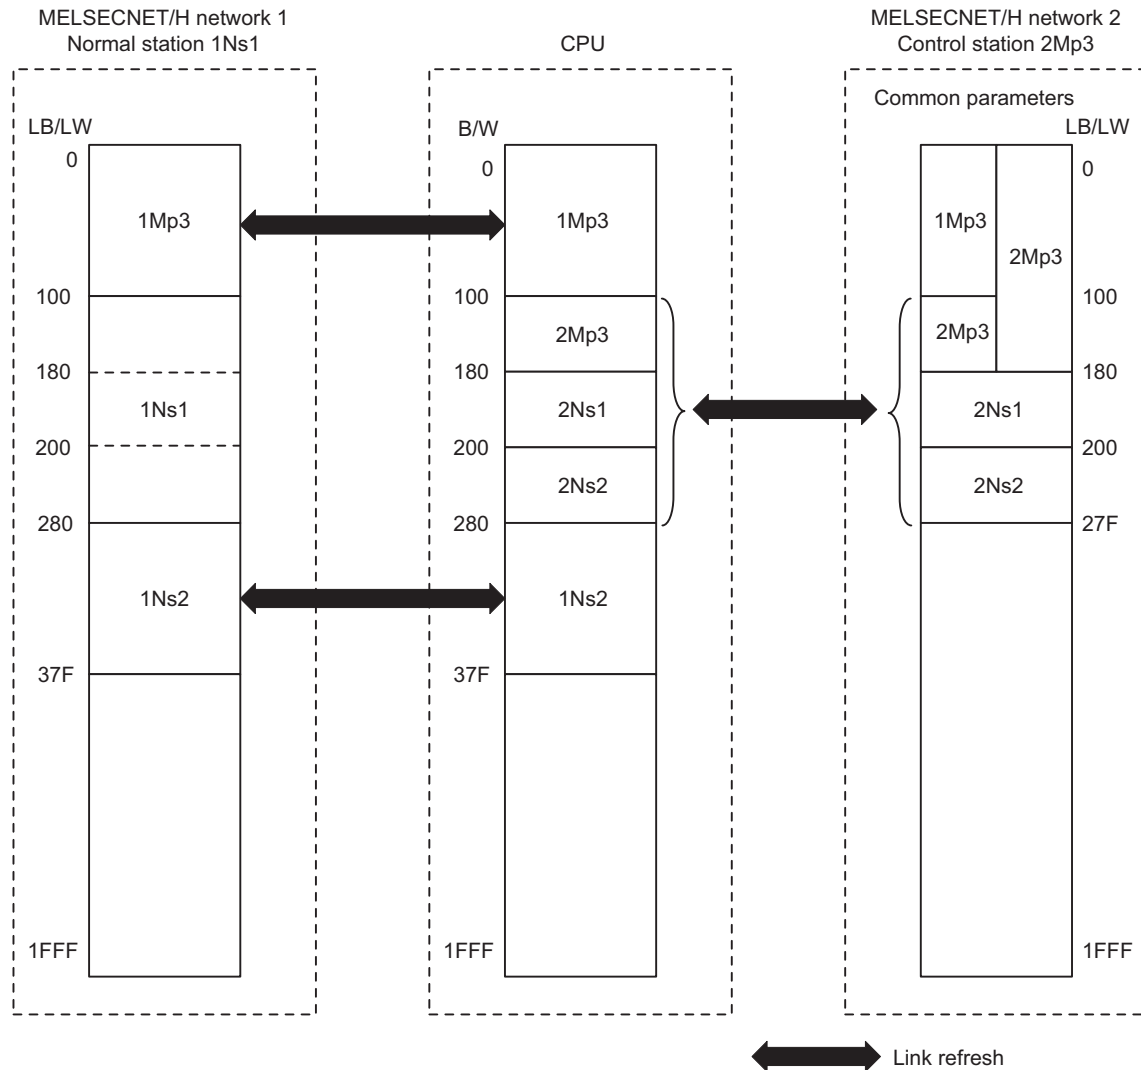 MELSECNET/H network 1
Normal station 1Ns1
LB/LW
0
1Mp3
100
180
1Ns1
200
280
1Ns2
37F
1FFF
CPU
B/W
0
1Mp3
100
2Mp3
180
2Ns1
200
2Ns2
280
1Ns2
37F
1FFF
MELSECNET/H network 2
Control station 2Mp3
Common parameters
LB/LW
0
1Mp3
2Mp3
100
2Mp3
180
2Ns1
200
2Ns2
27F
1FFF
Link refresh